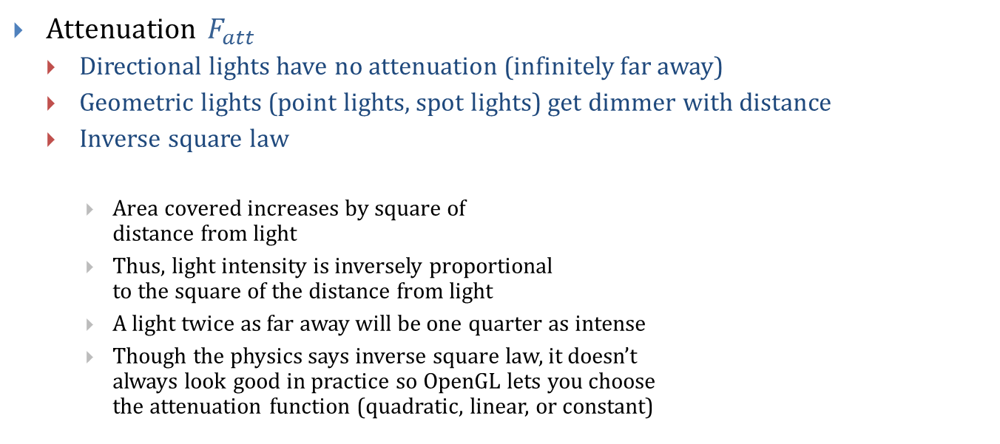 Attenuation F_att
Directional lights have no attenuation (infinitely far away)
Geometric lights (point lights, spot lights) get dimmer with distance
Inverse square law
Area covered increases by square of
distance from light
Thus, light intensity is inversely proportional
to the square of the distance from light
A light twice as far away will be one quarter as intense
Though the physics says inverse square law, it doesn’t
always look good in practice so OpenGL lets you choose
the attenuation function (quadratic, linear, or constant)